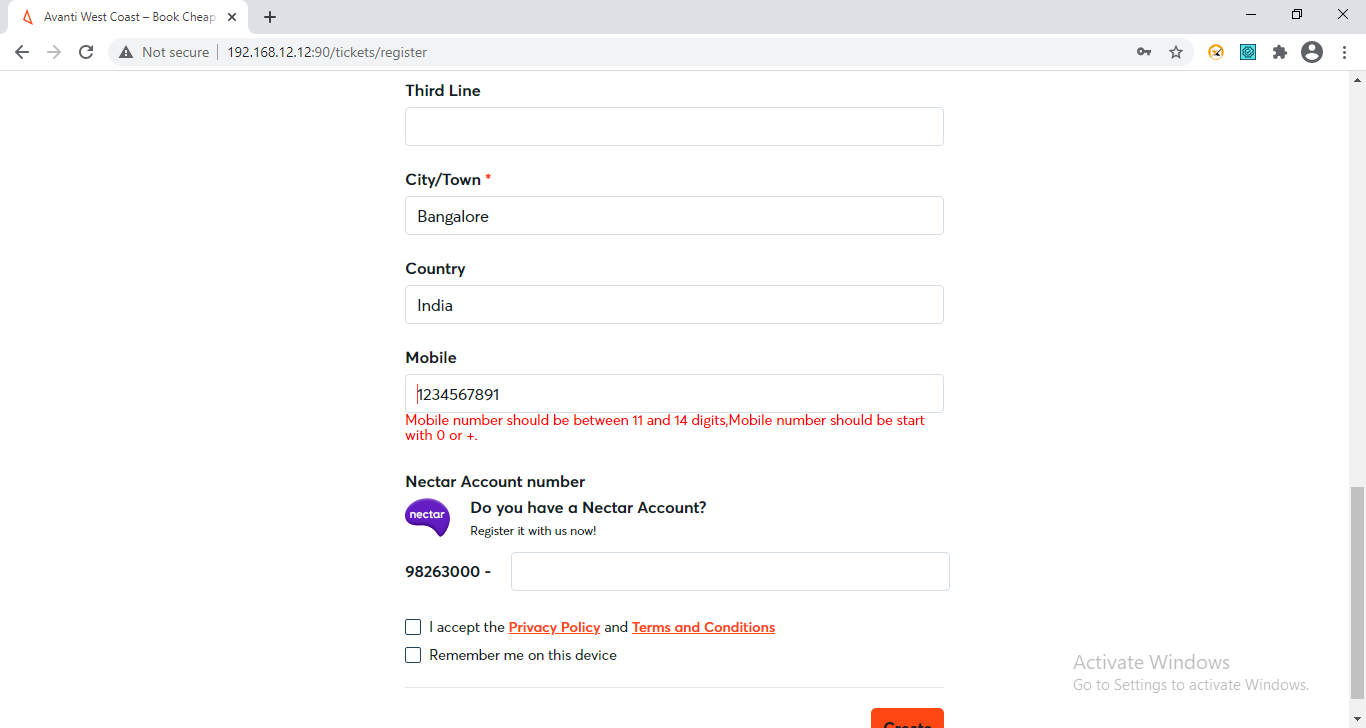 Avanti West Coast – Book Cheap
Not secure 192.168.12.12:90/tickets/register
Third Line
City/Town *
Bangalore
Country
India
Mobile
1234567891
Mobile number should be between 11 and 14 digits,Mobile number should be start
with 0 or +.
Nectar Account number
nectar
Do you have a Nectar Account?
Register it with us now!
98263000 -
I accept the Privacy Policy and Terms and Conditions
Remember me on this device
Activate Windows
Go to Settings to activate Windows.
Create